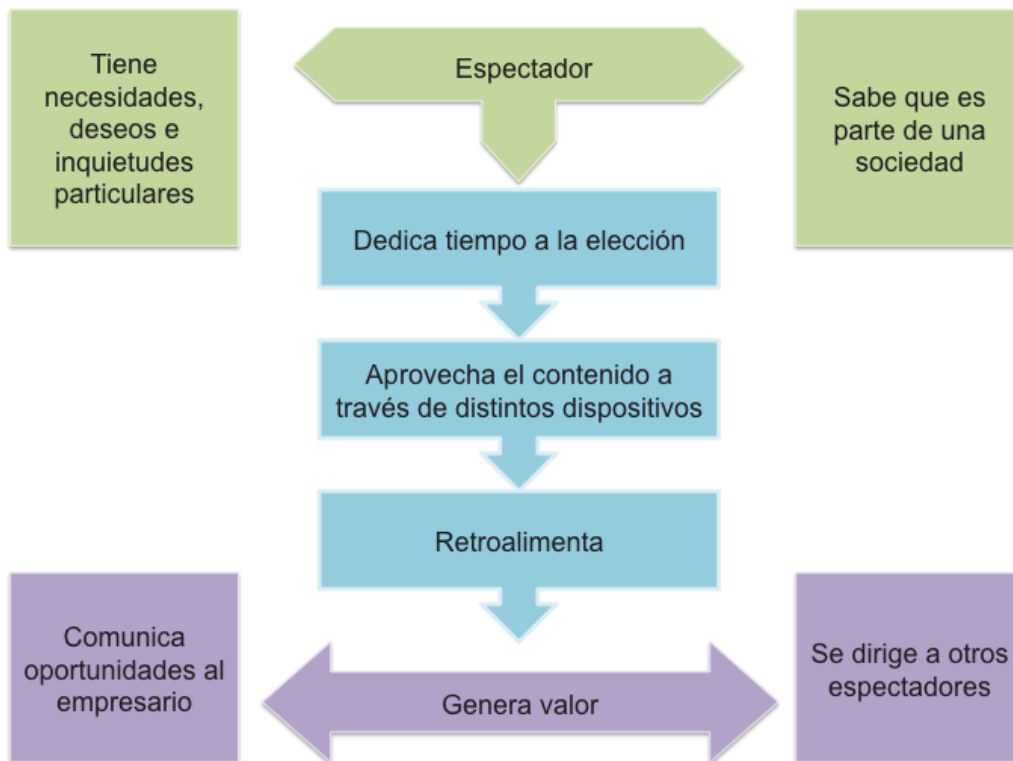 Tiene
necesidades,
deseos e
inquietudes
particulares
Espectador
Sabe que es
parte de una
sociedad
Dedica tiempo a la elección
Aprovecha el contenido a
través de distintos dispositivos
Retroalimenta
Comunica
oportunidades al
empresario
Genera valor
Se dirige a otros
espectadores